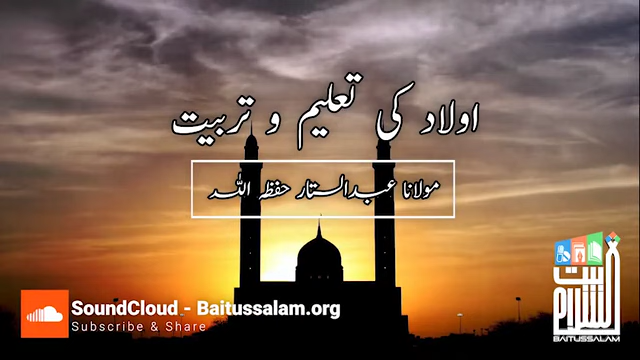 اولاد کی تعلیم و تربیت
مولانا عبدالستار حفظہ اللہ
SoundCloud - Baitussalam.org
Subscribe & Share
بیت السلام
BAITUSSALAM